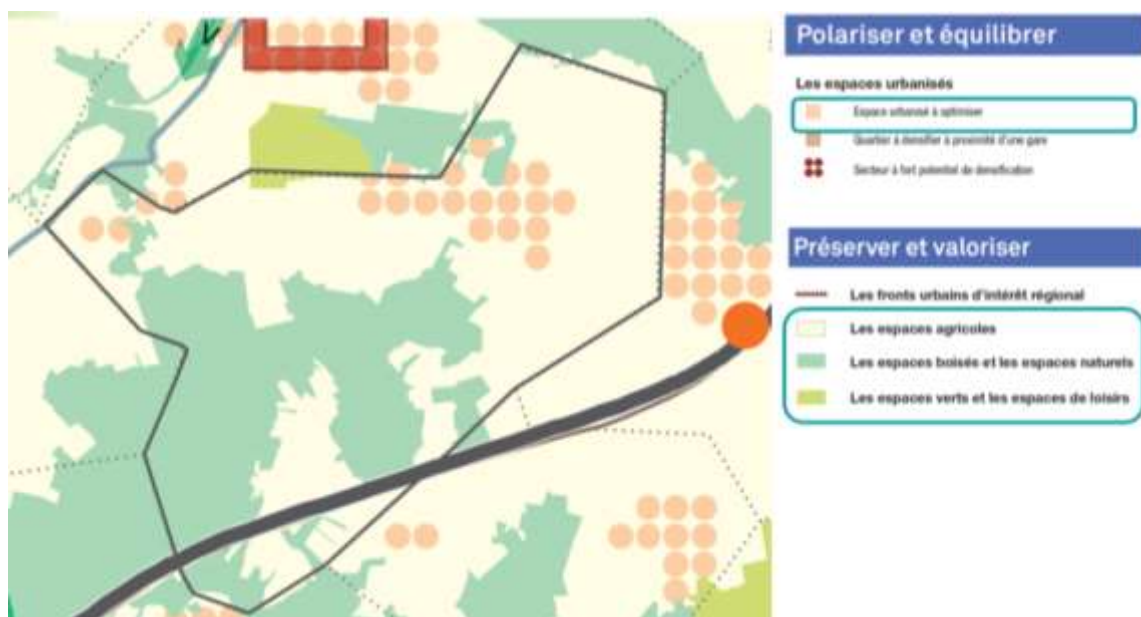 Polariser et équilibrer
Les espaces urbanisés
Espace urbanisé à optimiser
Quartier à densifier à proximité d'une gare
Secteur à fort potentiel de densification
Préserver et valoriser
Les fronts urbains d'intérêt régional
Les espaces agricoles
Les espaces boisés et les espaces naturels
Les espaces verts et les espaces de loisirs